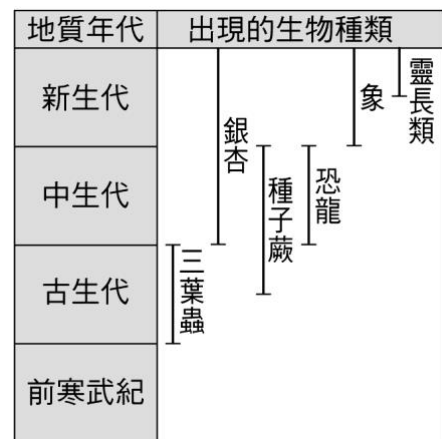 地質年代
出現的生物種類
新生代
中生代
古生代
前寒武紀
三葉蟲
銀杏
種子蕨
恐龍
象
靈長類